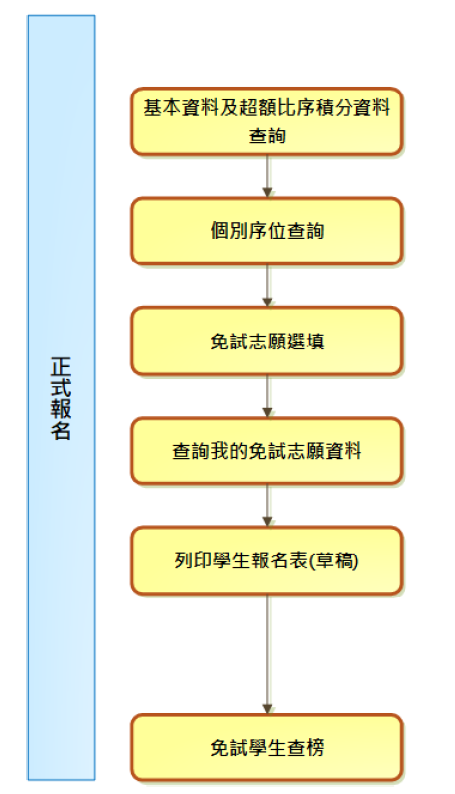 基本資料及超額比序積分資料
查詢
個別序位查詢
免試志願選填
正式報名
查詢我的免試志願資料
列印學生報名表(草稿)
免試學生查榜